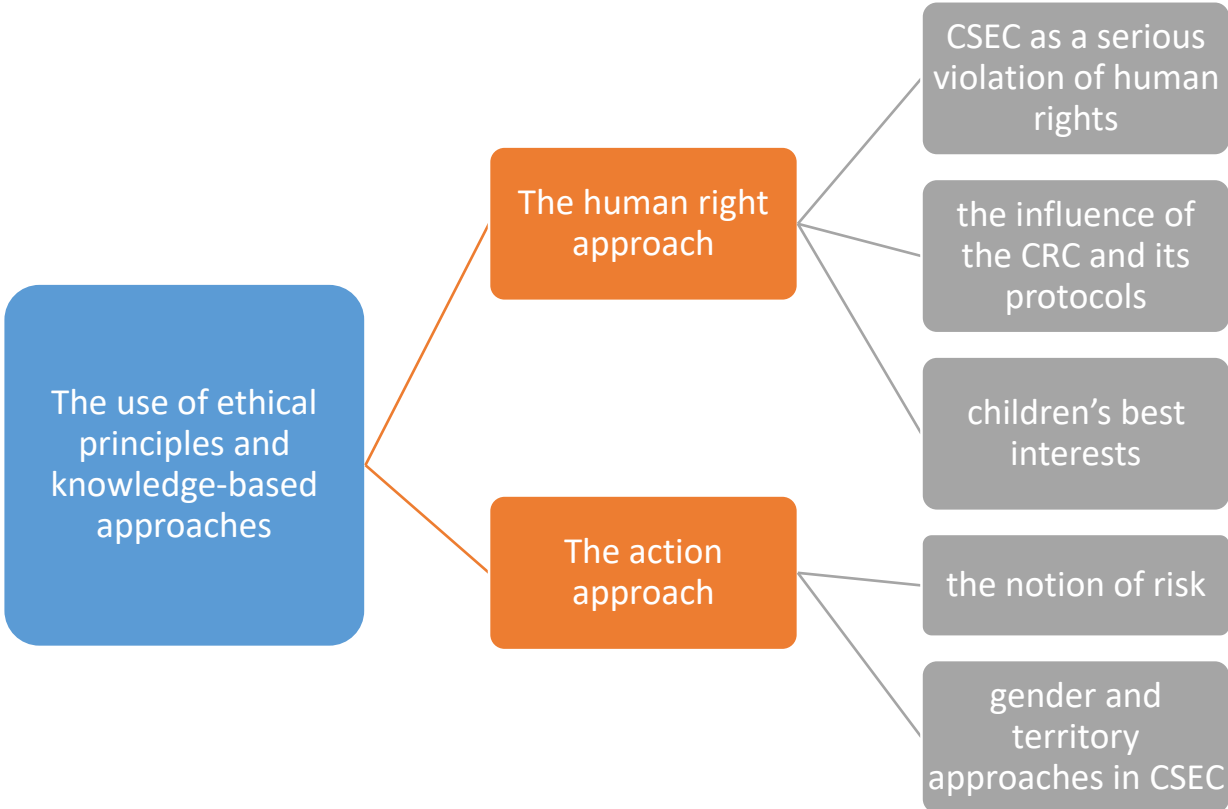 The use of ethical
principles and
knowledge-based
approaches
The human right
approach
CSEC as a serious
violation of human
rights
the influence of
the CRC and its
protocols
children’s best
interests
The action
approach
the notion of risk
gender and
territory
approaches in CSEC